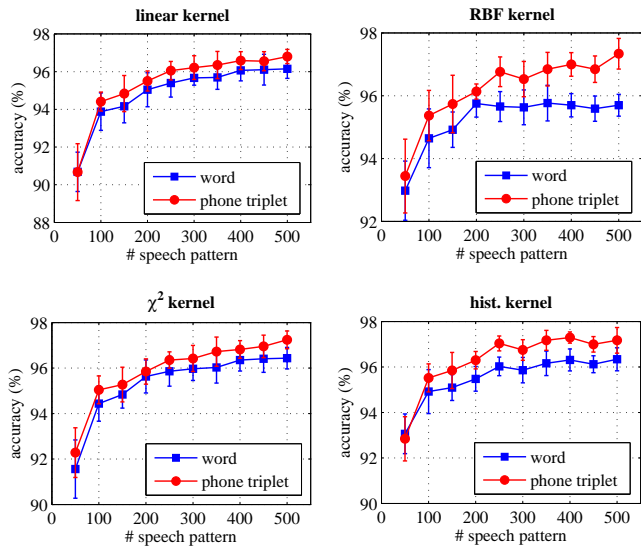 linear kernel
98
96
94
92
90
88
accuracy (%)
word
phone triplet
0 100 200 300 400 500
# speech pattern
RBF kernel
98
96
94
92
accuracy (%)
word
phone triplet
0 100 200 300 400 500
# speech pattern
χ² kernel
98
96
94
92
90
accuracy (%)
word
phone triplet
0 100 200 300 400 500
# speech pattern
hist. kernel
98
96
94
92
90
accuracy (%)
word
phone triplet
0 100 200 300 400 500
# speech pattern